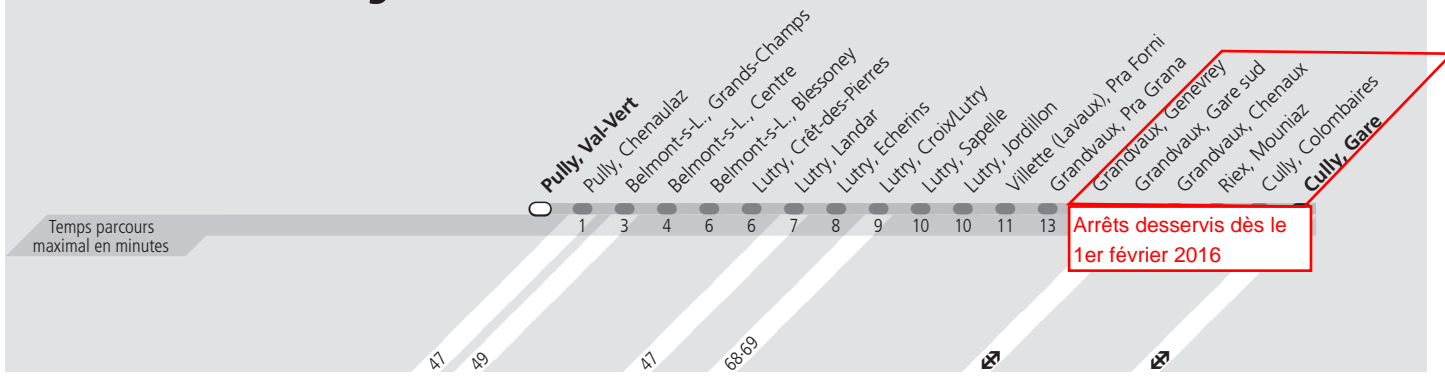 Pully, Val-Vert
Pully, Chenaulaz
Belmont-s-L., Grands-Champs
Belmont-s-L., Centre
Belmont-s-L., Blessoney
Lutry, Crêt-des-Pierres
Lutry, Landar
Lutry, Echerins
Lutry, Croix/Lutry
Lutry, Sapelle
Lutry, Jordillon
Villette (Lavaux), Pra Forni
Grandvaux, Pra Grana
Grandvaux, Genevrey
Grandvaux, Gare sud
Grandvaux, Chenaux
Riex, Mouniaz
Cully, Colombaires
Cully, Gare
Temps parcours
maximal en minutes
1 3 4 6 6 7 8 9 10 10 11 13
Arrêts desservis dès le
1er février 2016
47
49
47
68-69